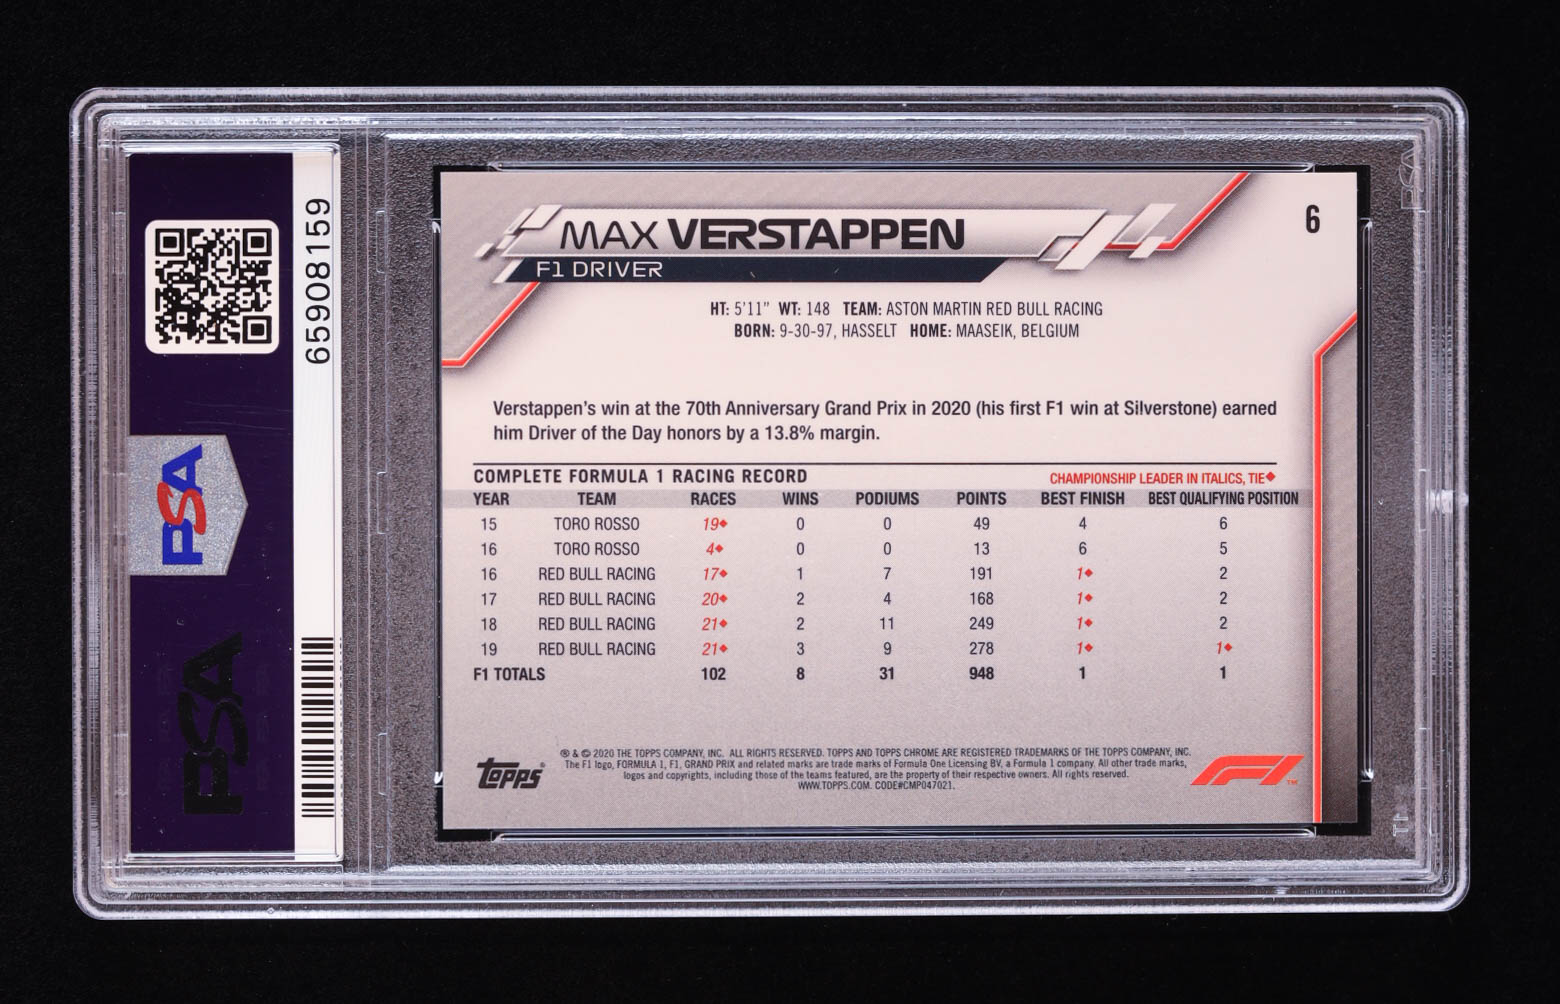 65908159
PSA
PSA
6
MAX VERSTAPPEN
F1 DRIVER
HT: 5'11" WT: 148 TEAM: ASTON MARTIN RED BULL RACING
BORN: 9-30-97, HASSELT HOME: MAASEIK, BELGIUM
Verstappen's win at the 70th Anniversary Grand Prix in 2020 (his first F1 win at Silverstone) earned
him Driver of the Day honors by a 13.8% margin.
COMPLETE FORMULA 1 RACING RECORD CHAMPIONSHIP LEADER IN ITALICS, TIE♦
YEAR TEAM RACES WINS PODIUMS POINTS BEST FINISH BEST QUALIFYING POSITION
15 TORO ROSSO 19♦ 0 0 49 4 6
16 TORO ROSSO 4♦ 0 0 13 6 5
16 RED BULL RACING 17♦ 1 7 191 1♦ 2
17 RED BULL RACING 20♦ 2 4 168 1♦ 2
18 RED BULL RACING 21♦ 2 11 249 1♦ 2
19 RED BULL RACING 21♦ 3 9 278 1♦ 1♦
F1 TOTALS 102 8 31 948 1 1
Topps®
® & © 2020 THE TOPPS COMPANY, INC. ALL RIGHTS RESERVED. TOPPS AND TOPPS CHROME ARE REGISTERED TRADEMARKS OF THE TOPPS COMPANY, INC.
The F1 logo, FORMULA 1, F1, GRAND PRIX and related marks are trade marks of Formula One Licensing BV, a Formula 1 company. All other trade marks,
logos and copyrights, including those of the teams featured, are the property of their respective owners. All rights reserved.
WWW.TOPPS.COM. CODE#CMP047021.
F1™